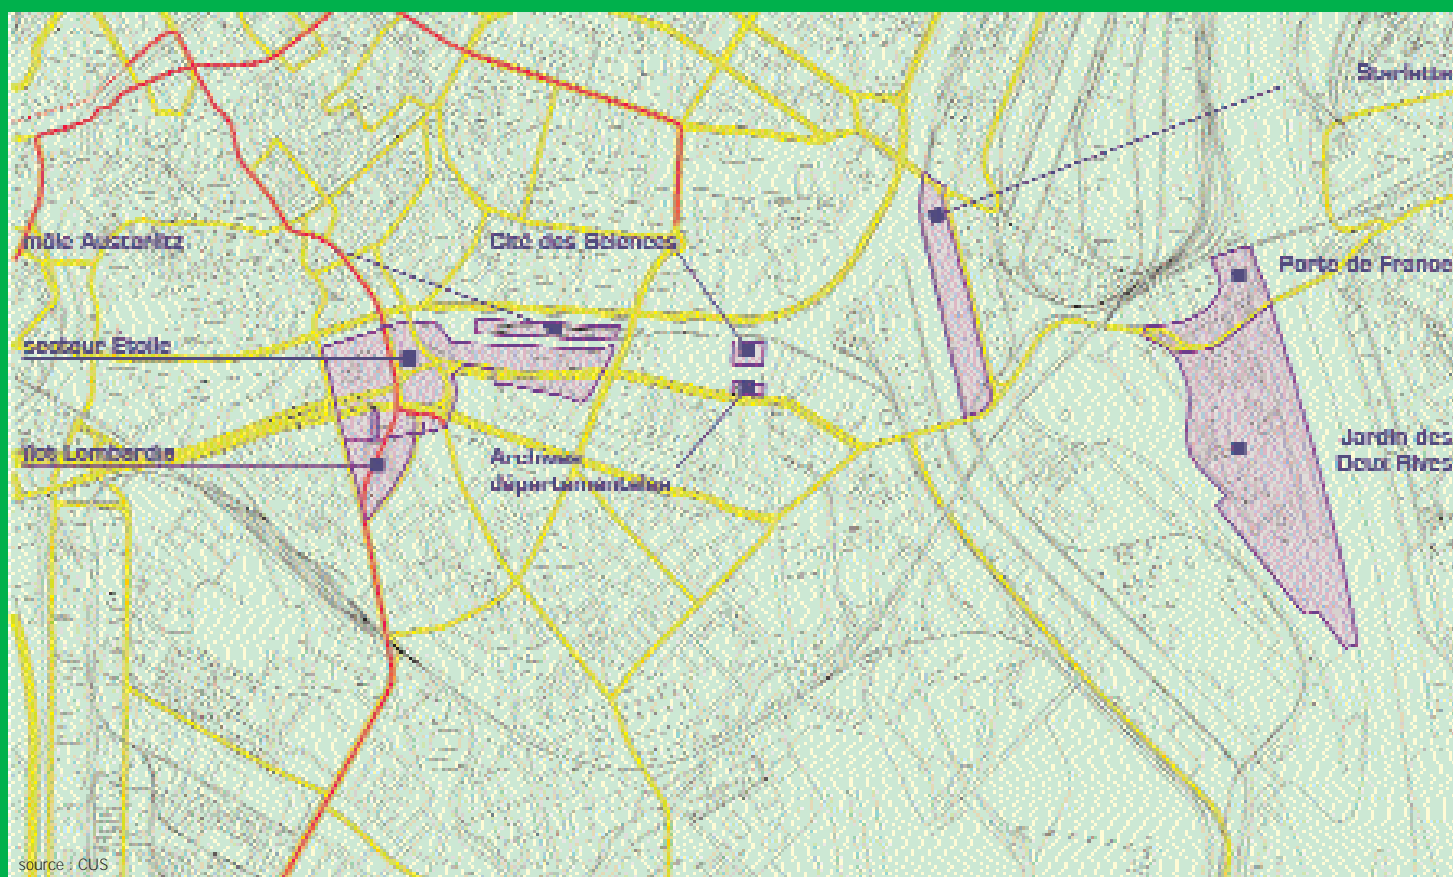 Starlette
môle Austerlitz
Cité des Sciences
Porte de France
secteur Etoile
Jardin des
Deux Rives
îlot Lombardie
Archives
départementales
source : CUS